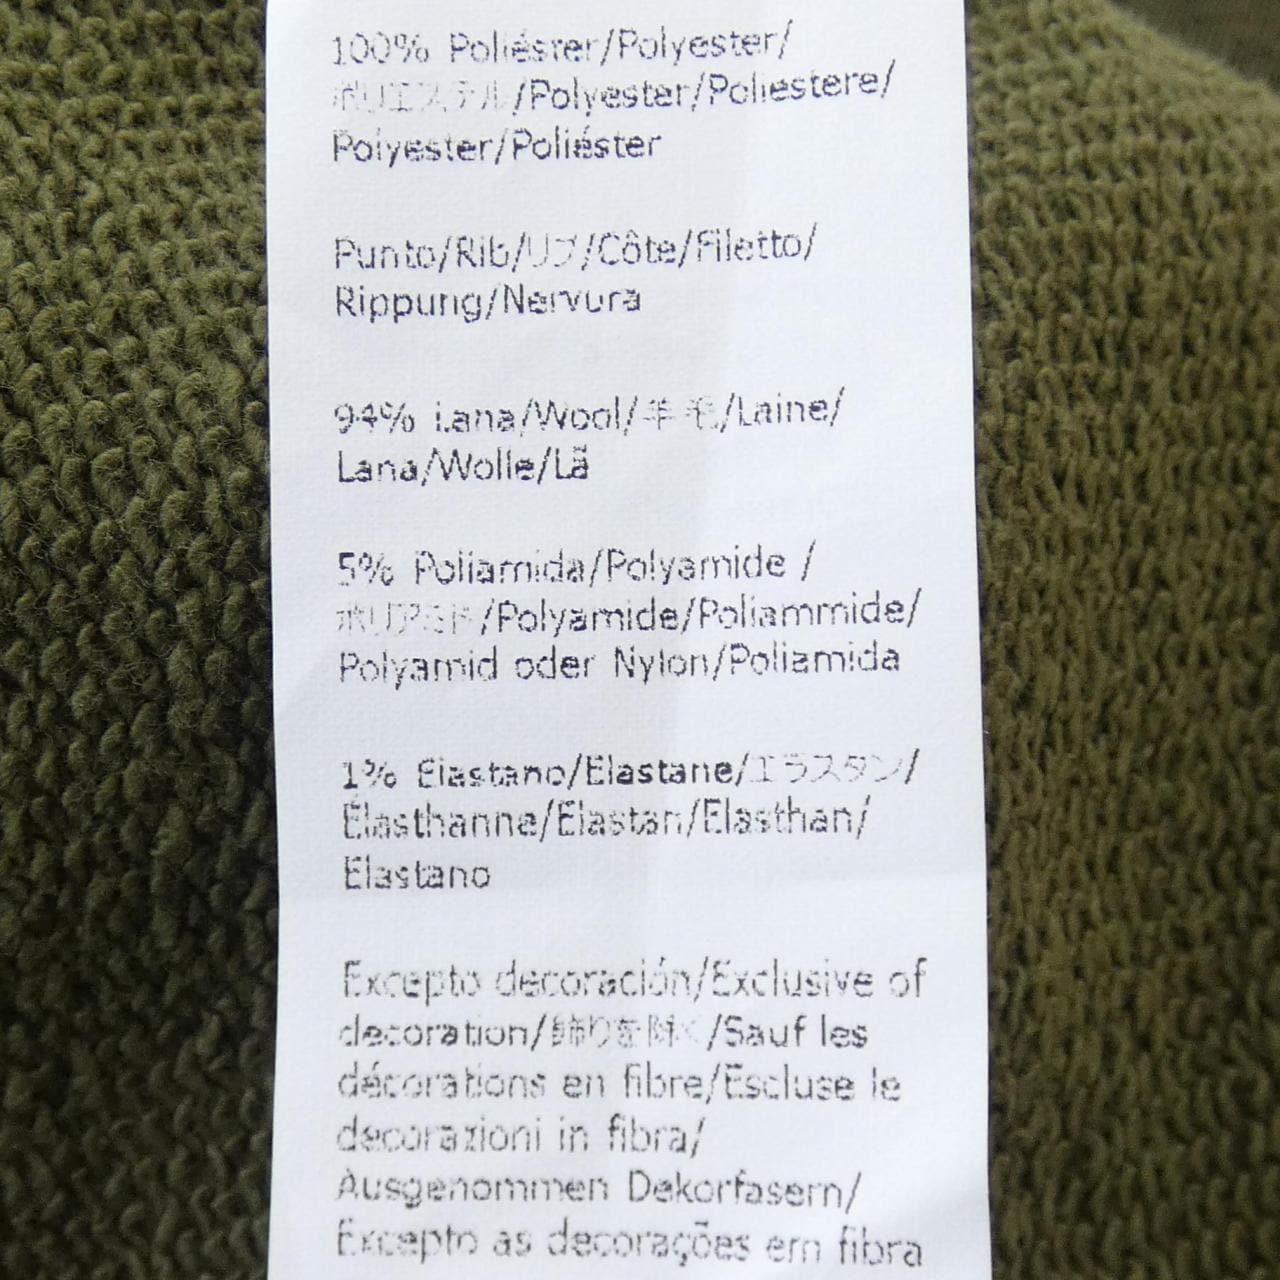 100% Poliéster/Polyester/
ポリエステル/Polyester/Poliestere/
Polyester/Poliéster
Punto/Rib/リブ/Côte/Filetto/
Rippung/Nervura
94% Lana/Wool/羊毛/Laine/
Lana/Wolle/Lã
5% Poliamida/Polyamide /
ポリアミド/Polyamide/Poliammide/
Polyamid oder Nylon/Poliamida
1% Elastano/Elastane/エラスタン/
Élasthanne/Elastan/Elasthan/
Elastano
Excepto decoración/Exclusive of
decoration/飾りを除く/Sauf les
décorations en fibre/Escluse le
decorazioni in fibra/
Ausgenommen Dekorfasern/
Excepto as decorações em fibra